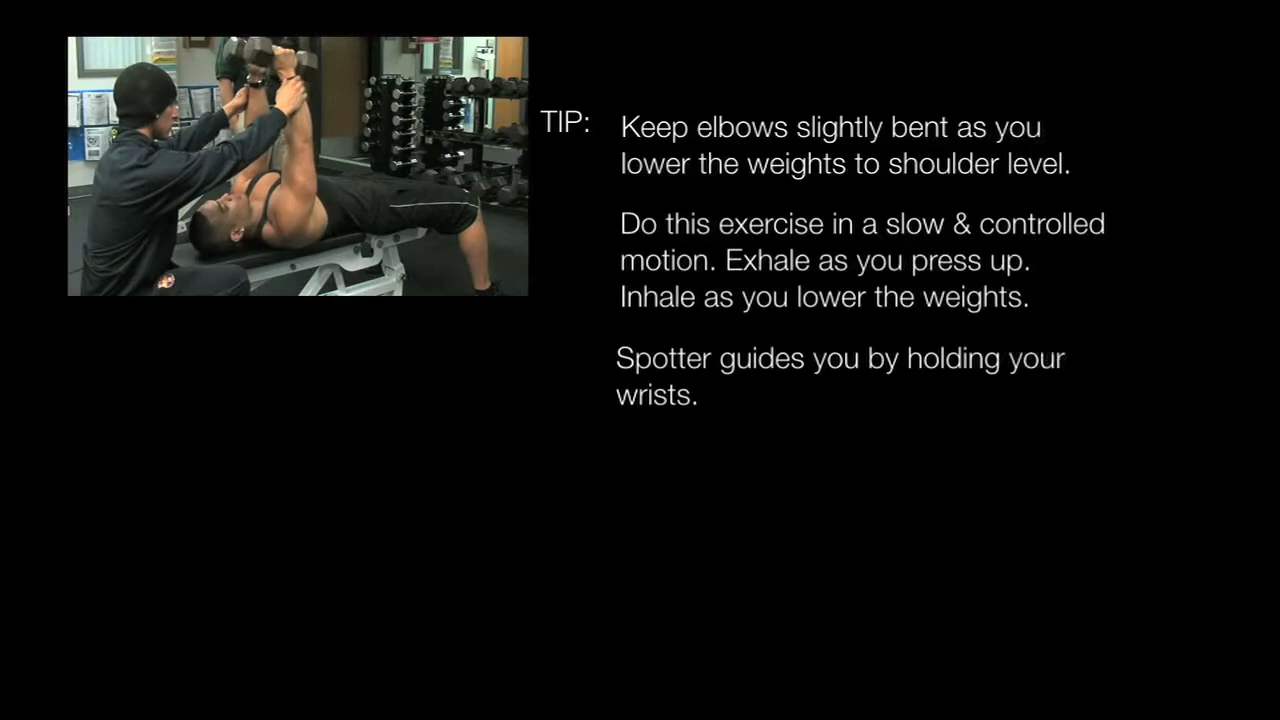 TIP:
Keep elbows slightly bent as you
lower the weights to shoulder level.
Do this exercise in a slow & controlled
motion. Exhale as you press up.
Inhale as you lower the weights.
Spotter guides you by holding your
wrists.